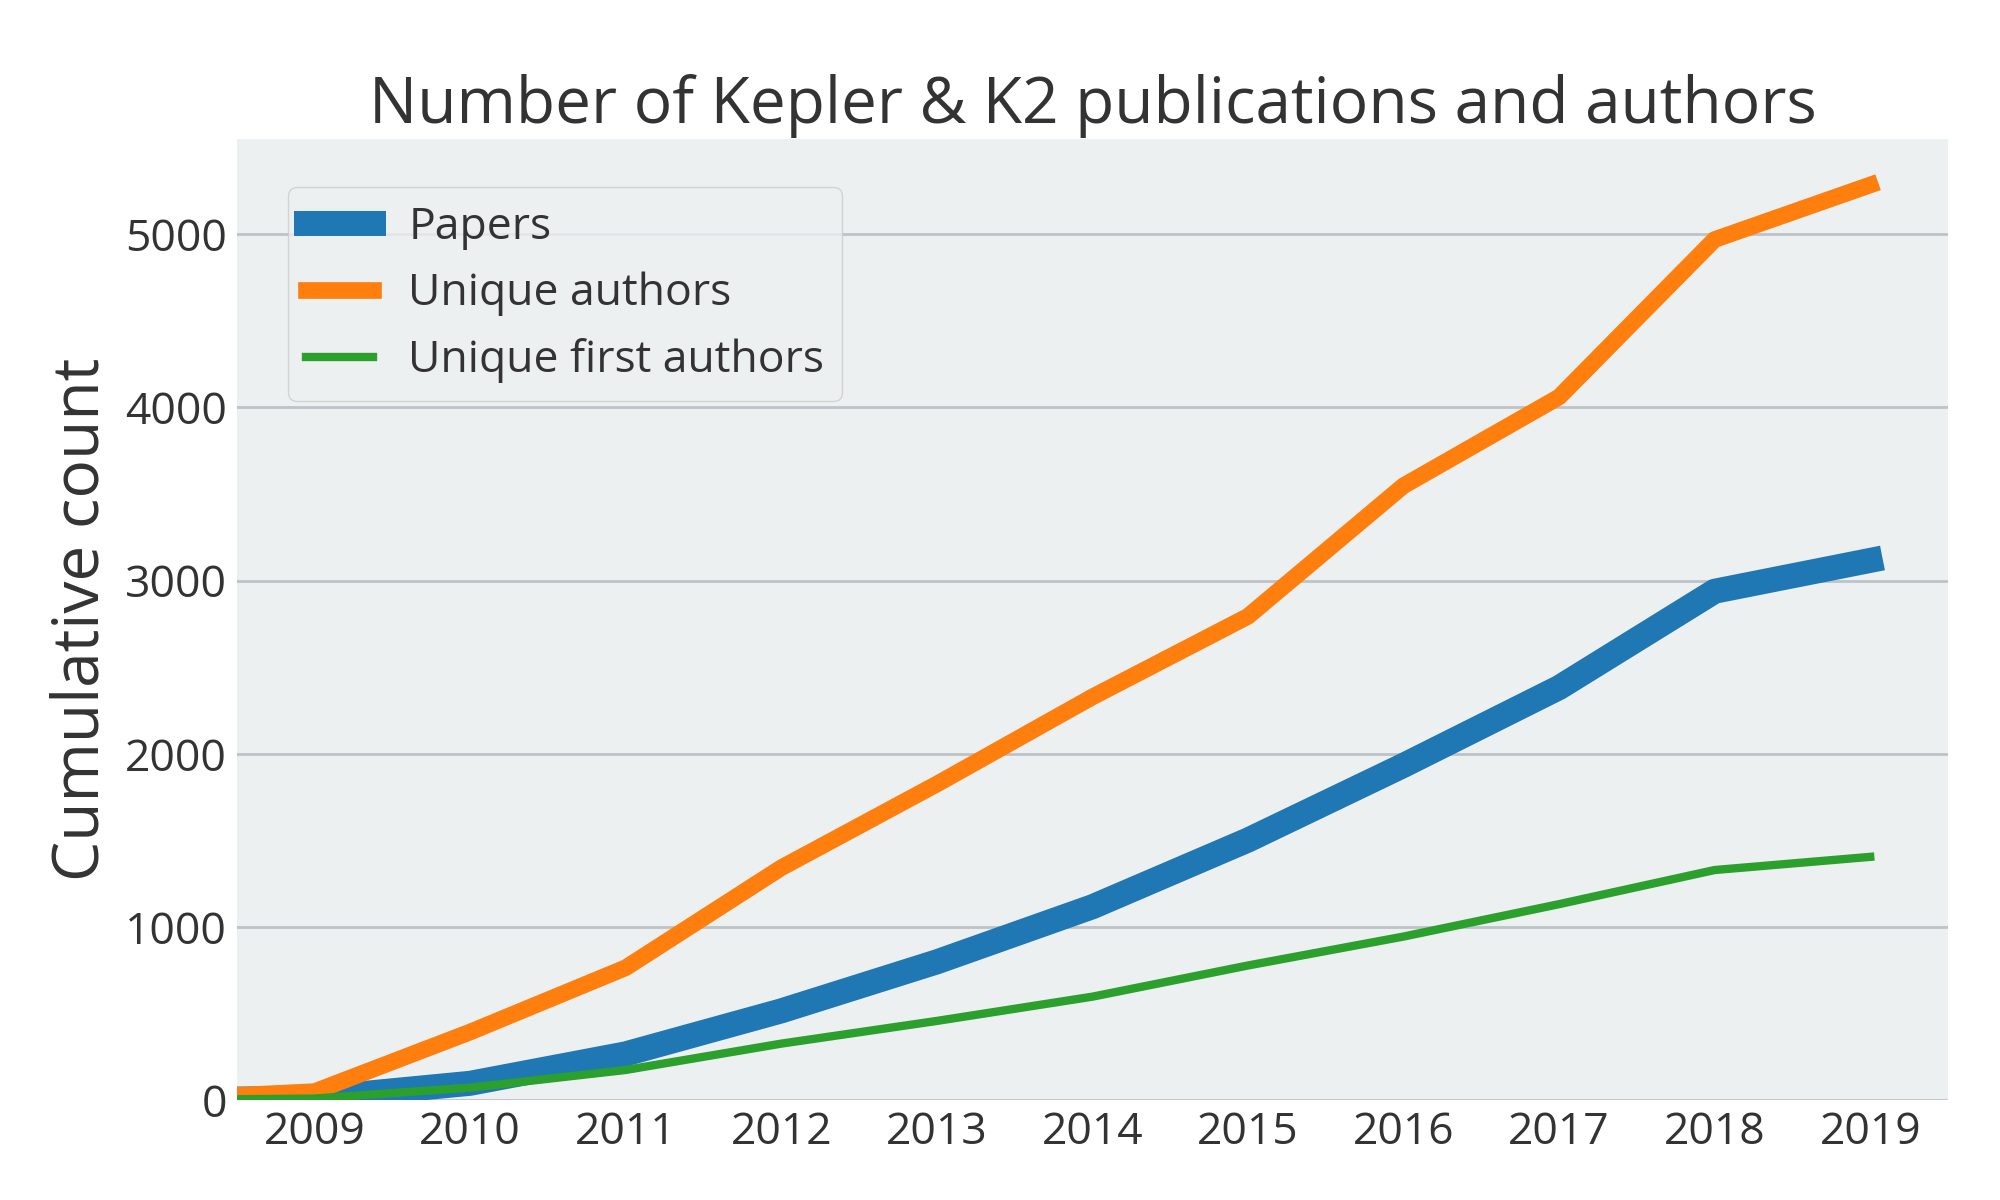 Number of Kepler & K2 publications and authors
Papers
Unique authors
Unique first authors
Cumulative count
5000
4000
3000
2000
1000
0
2009 2010 2011 2012 2013 2014 2015 2016 2017 2018 2019